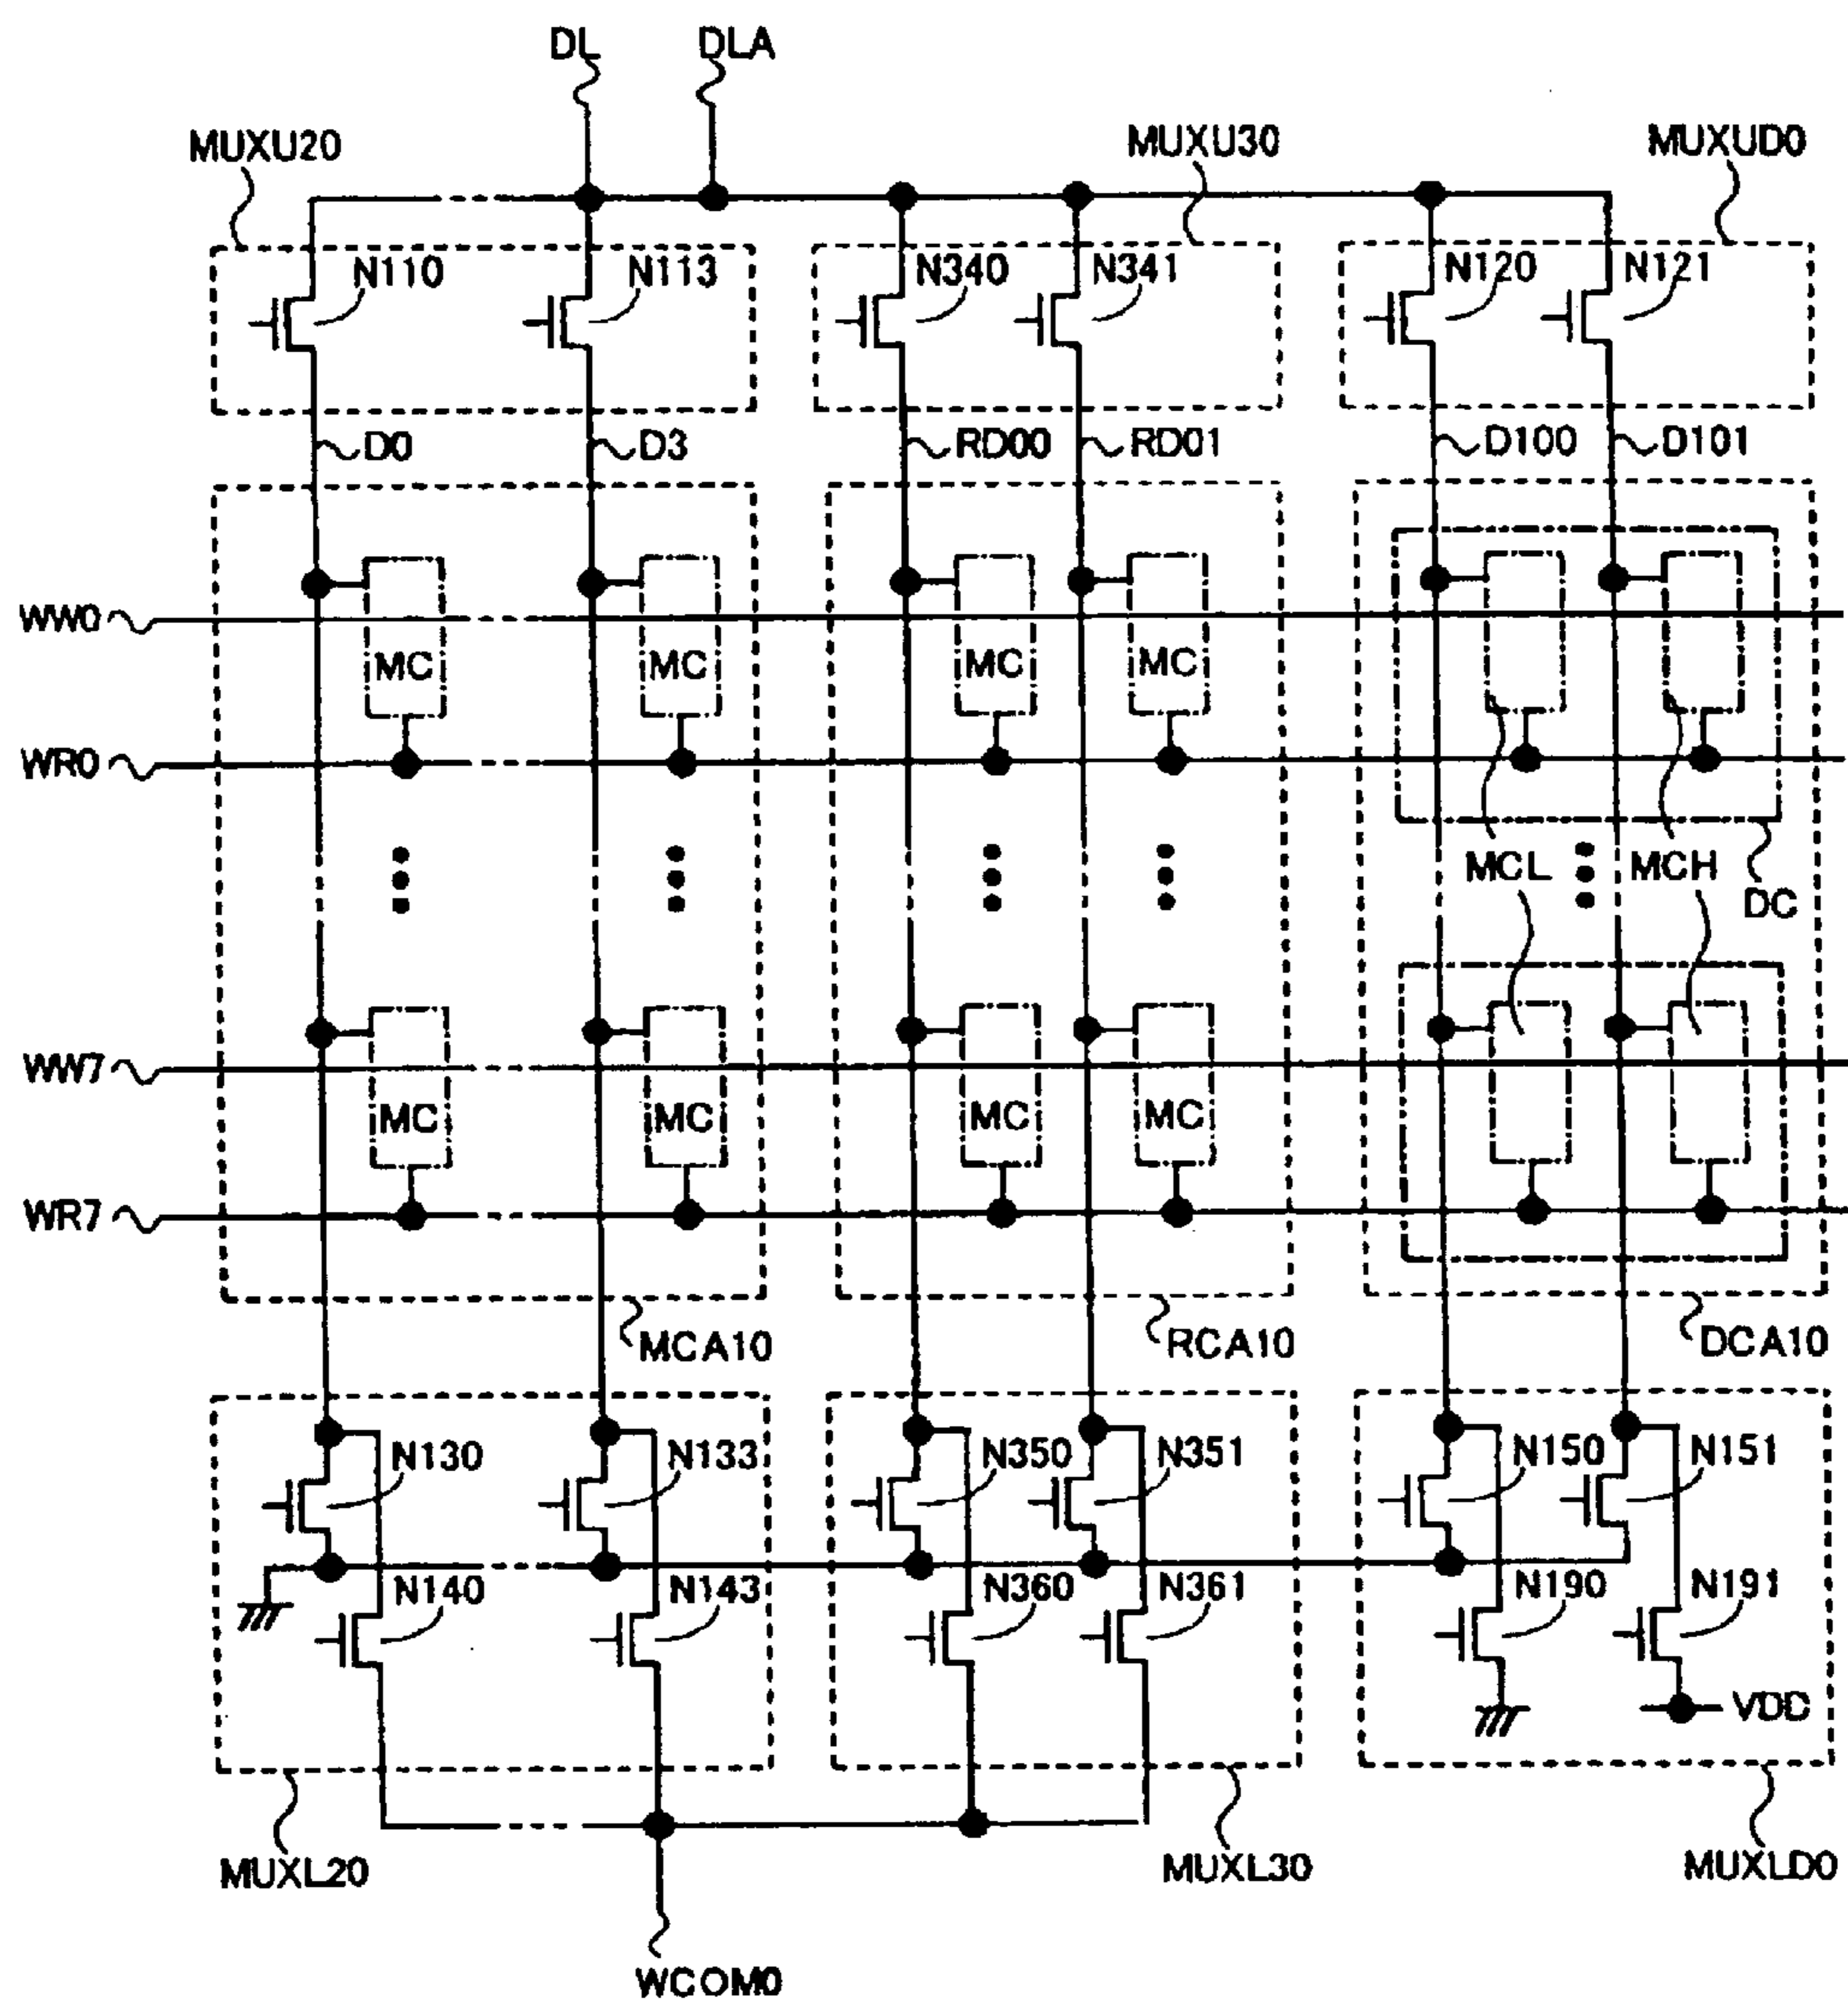 DL DLA
MUXU20 MUXU30 MUXUD0
N110 N113 N340 N341 N120 N121
D0 D3 RD00 RD01 D100 D101
WW0
MC MC MC MC
WR0
MCL MCH
DC
WW7
MC MC MC MC
WR7
MCA10 RCA10 DCA10
N130 N133 N350 N351 N150 N151
N140 N143 N360 N361 N190 N191
VDD
MUXL20 MUXL30 MUXLD0
WCOM0